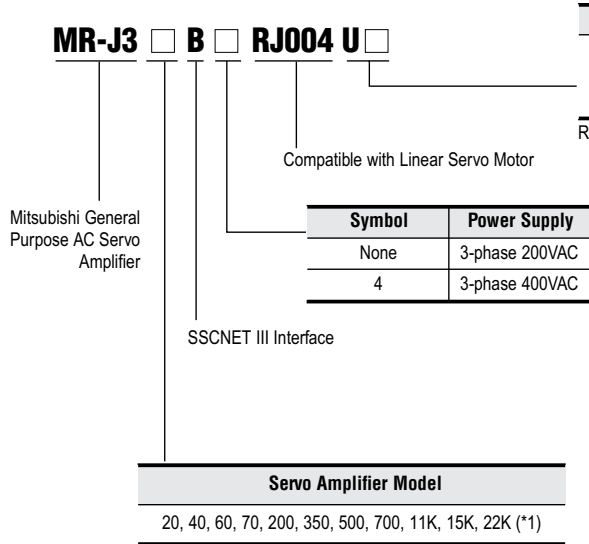 MR-J3 □ B □ RJ004 U □
R
Compatible with Linear Servo Motor
Mitsubishi General
Purpose AC Servo
Amplifier
Symbol Power Supply
None 3-phase 200VAC
4 3-phase 400VAC
SSCNET III Interface
Servo Amplifier Model
20, 40, 60, 70, 200, 350, 500, 700, 11K, 15K, 22K (*1)